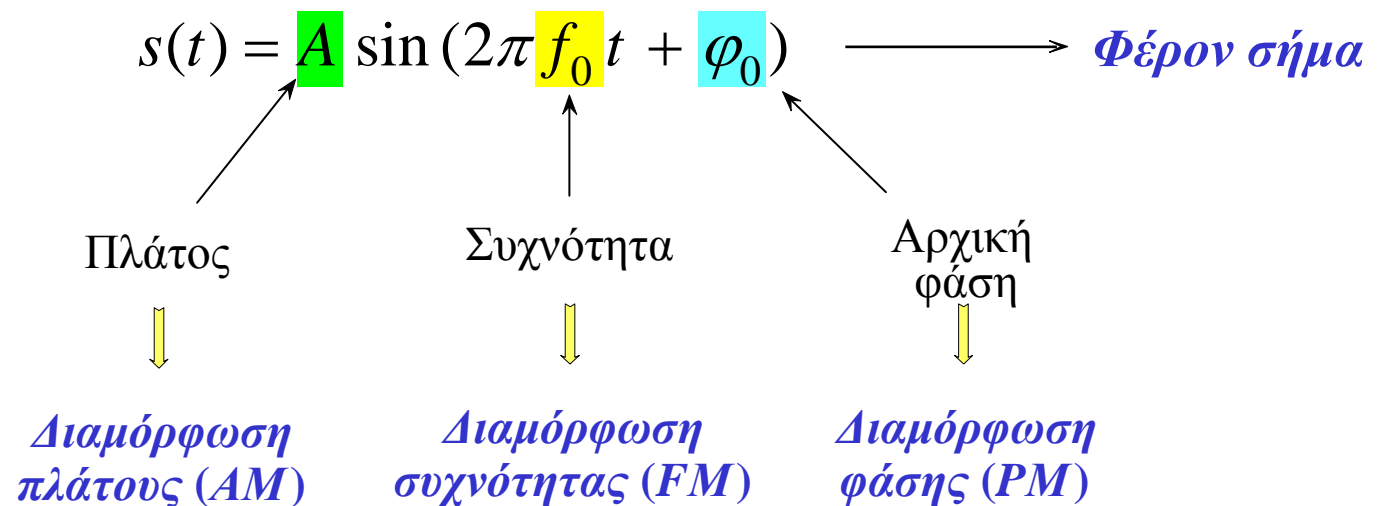 s(t) = A sin (2π f₀ t + φ₀) Φέρον σήμα
Πλάτος Συχνότητα Αρχική
φάση
Διαμόρφωση Διαμόρφωση Διαμόρφωση
πλάτους (AM) συχνότητας (FM) φάσης (PM)